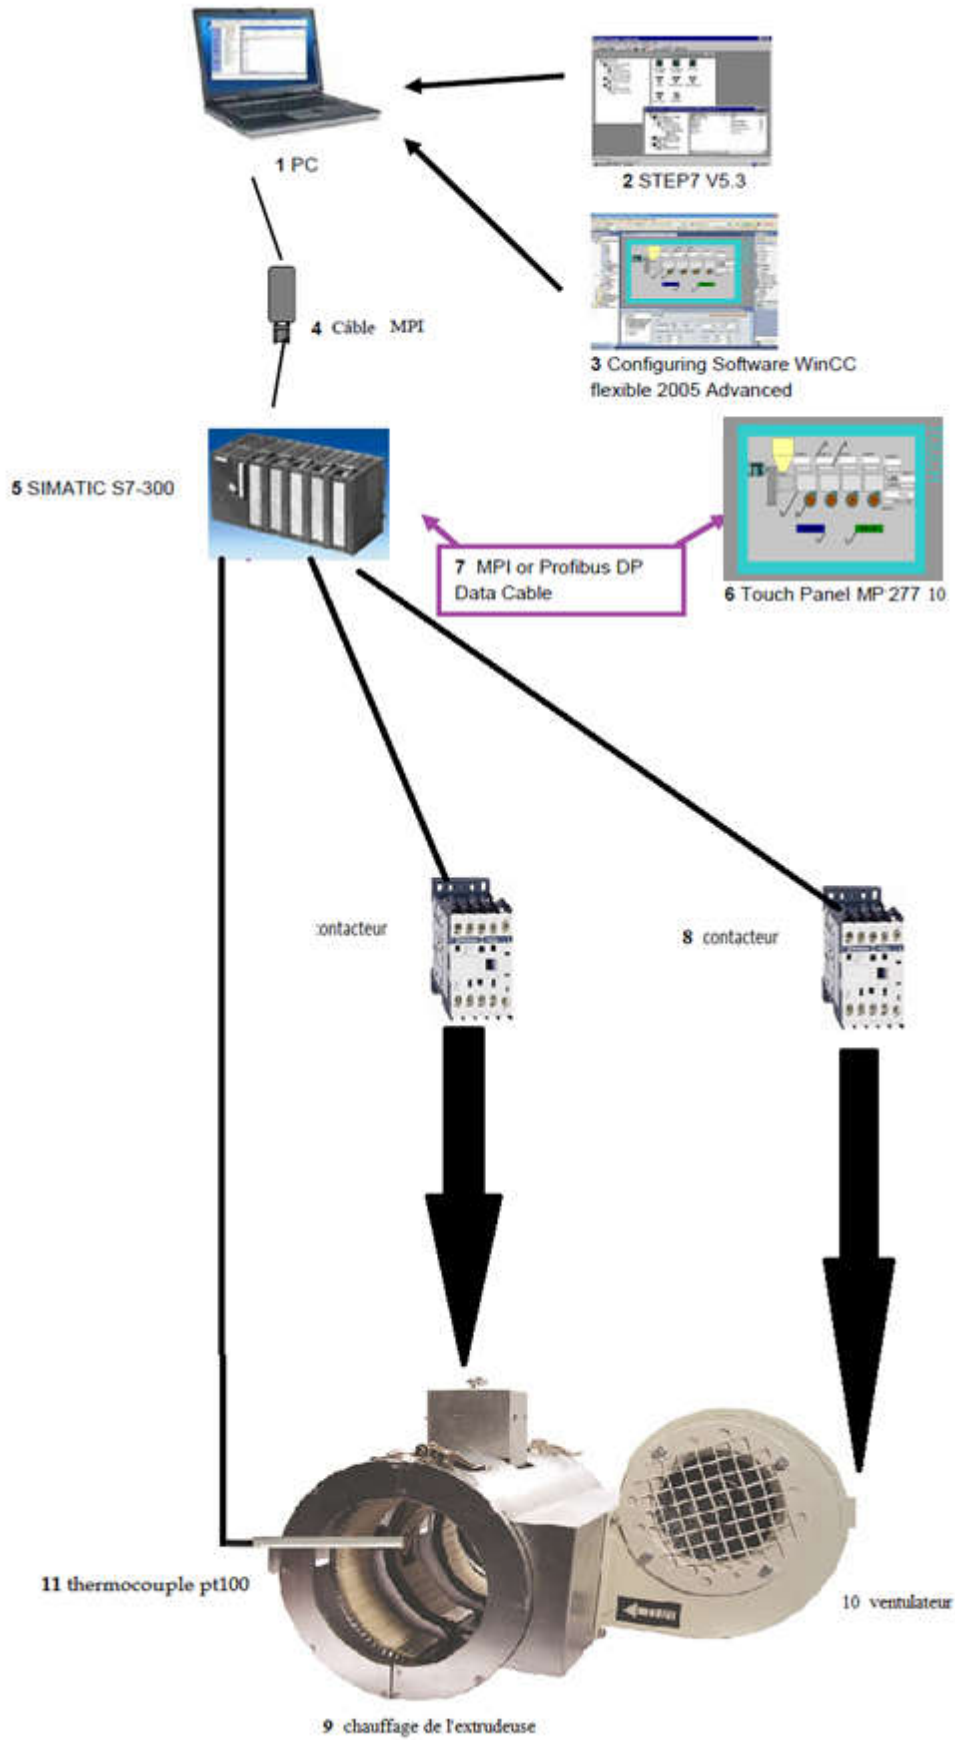 1 PC
2 STEP7 V5.3
3 Configuring Software WinCC
flexible 2005 Advanced
4 Câble MPI
5 SIMATIC S7-300
7 MPI or Profibus DP
Data Cable
6 Touch Panel MP 277 10
:ontacteur
8 contacteur
11 thermocouple pt100
10 ventulateur
9 chauffage de l'extrudeuse